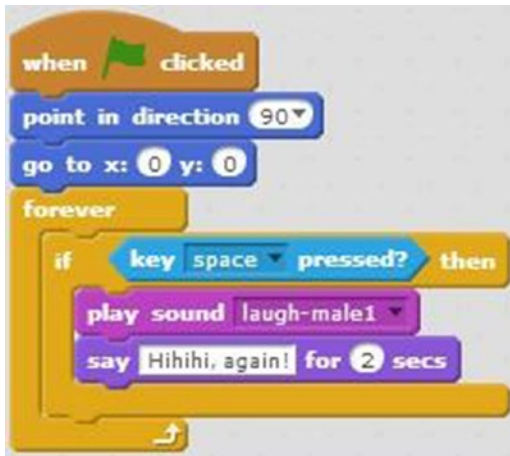 when clicked
point in direction 90
go to x: 0 y: 0
forever
if key space pressed? then
play sound laugh-male1
say Hihihi, again! for 2 secs